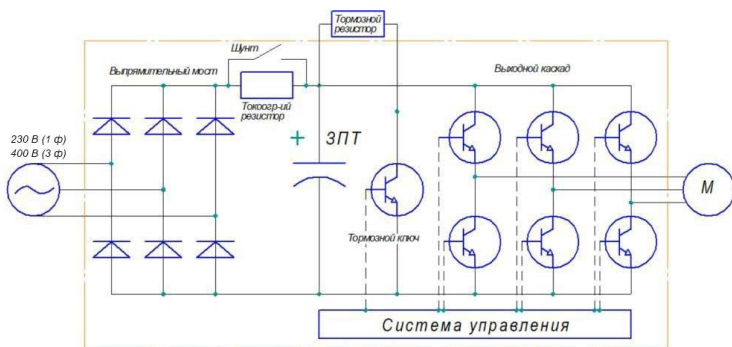 Тормозной
резистор
Шунт
Выпрямительный мост
Выходной каскад
Токоогр-ий
резистор
230 В (1 ф)
400 В (3 ф)
+
ЗПТ
М
Тормозной ключ
Система управления